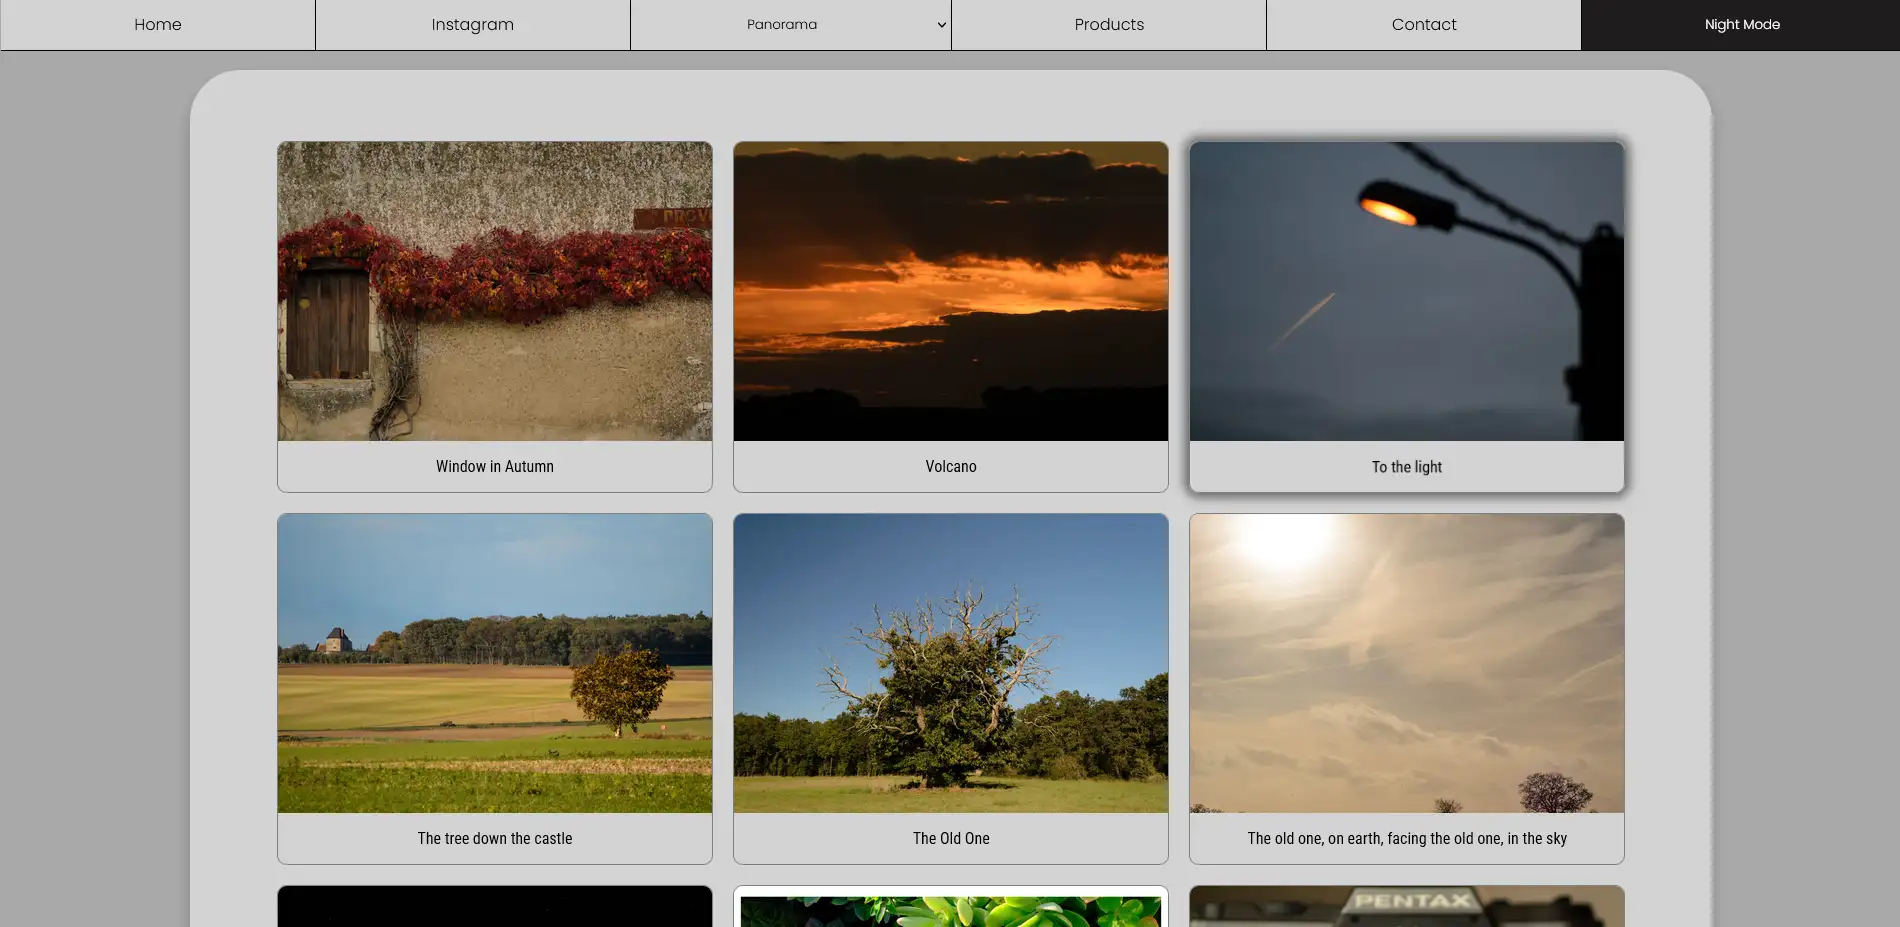 Home
Instagram
Panorama
Products
Contact
Night Mode
Window in Autumn
Volcano
To the light
The tree down the castle
The Old One
The old one, on earth, facing the old one, in the sky
PENTAX